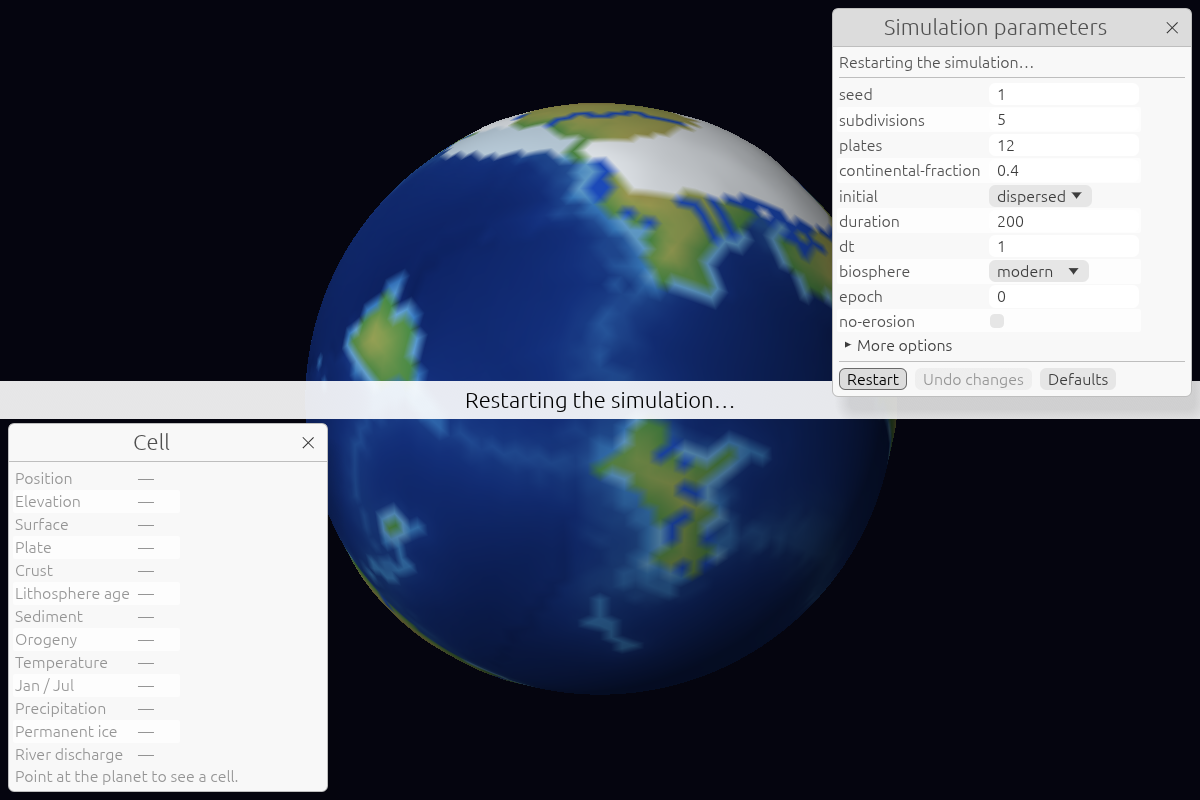 Simulation parameters
Restarting the simulation…
seed 1
subdivisions 5
plates 12
continental-fraction 0.4
initial dispersed
duration 200
dt 1
biosphere modern
epoch 0
no-erosion
More options
Restart Undo changes Defaults
Restarting the simulation…
Cell
Position —
Elevation —
Surface —
Plate —
Crust —
Lithosphere age —
Sediment —
Orogeny —
Temperature —
Jan / Jul —
Precipitation —
Permanent ice —
River discharge —
Point at the planet to see a cell.